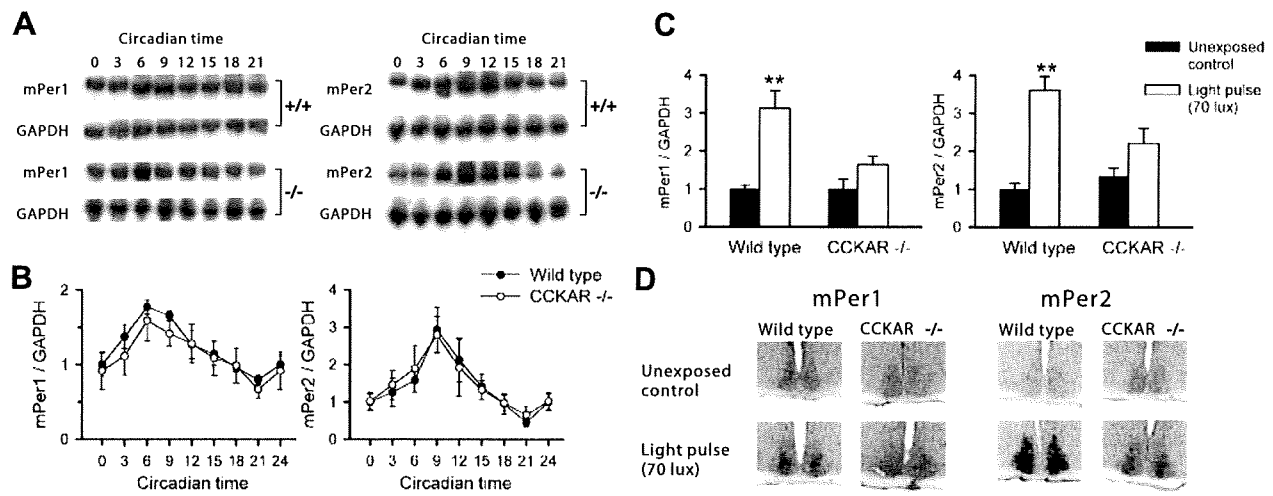 A
Circadian time
0 3 6 9 12 15 18 21
mPer1
GAPDH
+/+
mPer1
GAPDH
-/-
Circadian time
0 3 6 9 12 15 18 21
mPer2
GAPDH
+/+
mPer2
GAPDH
-/-
B
Wild type
CCKAR -/-
mPer1 / GAPDH
2
1
0
0 3 6 9 12 15 18 21 24
Circadian time
mPer2 / GAPDH
4
3
2
1
0
0 3 6 9 12 15 18 21 24
Circadian time
C
Unexposed
control
Light pulse
(70 lux)
mPer1 / GAPDH
4
3
2
1
0
**
Wild type CCKAR -/-
mPer2 / GAPDH
4
3
2
1
0
**
Wild type CCKAR -/-
D
mPer1 mPer2
Wild type CCKAR -/- Wild type CCKAR -/-
Unexposed
control
Light pulse
(70 lux)